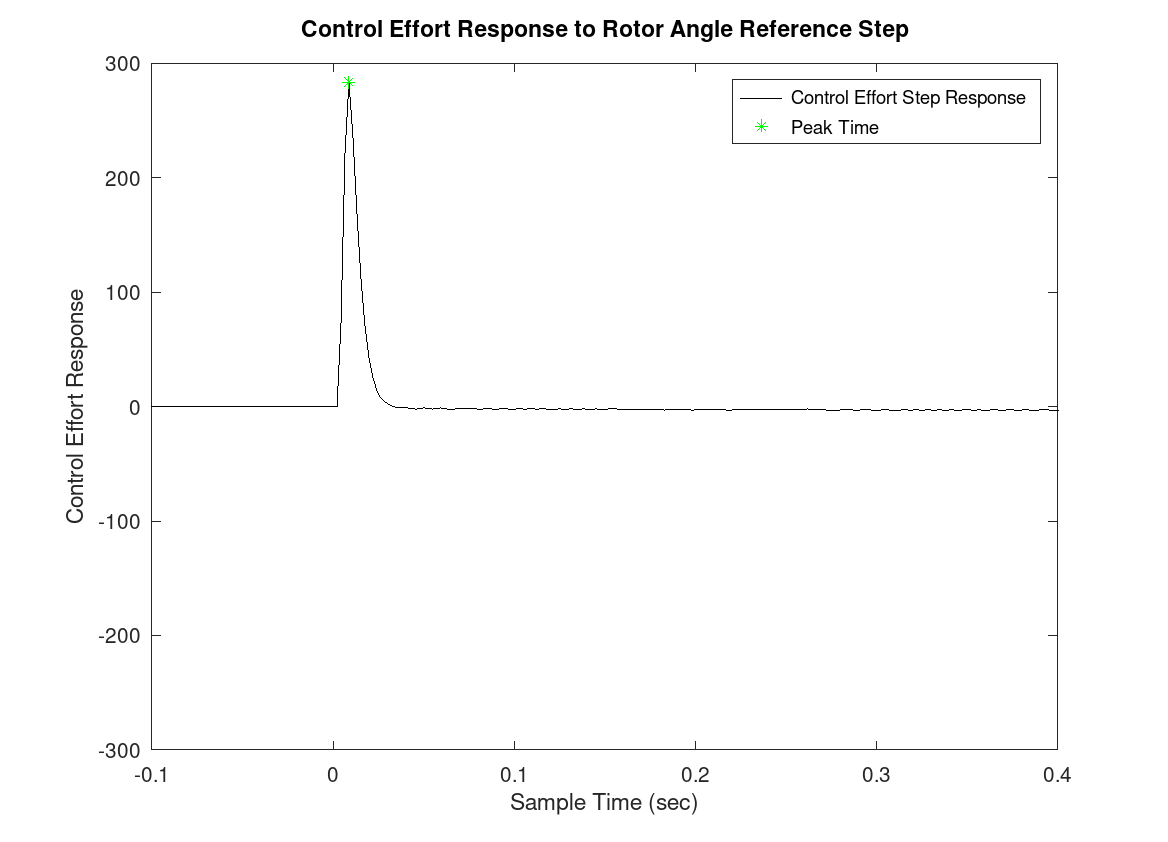 Control Effort Response to Rotor Angle Reference Step
300
200
100
0
-100
-200
-300
Control Effort Response
Control Effort Step Response
Peak Time
-0.1
0
0.1
0.2
0.3
0.4
Sample Time (sec)